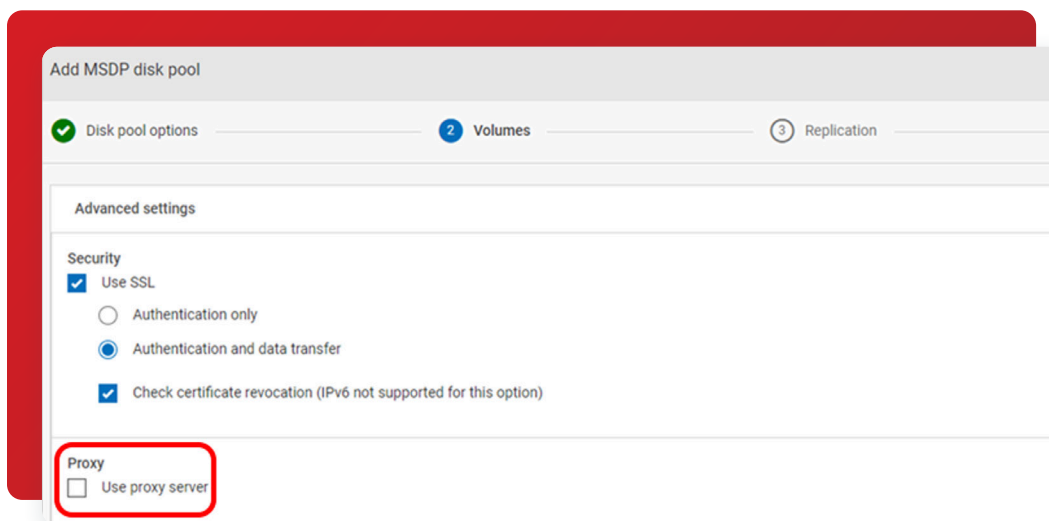 Add MSDP disk pool
Disk pool options
2 Volumes
3 Replication
Advanced settings
Security
Use SSL
Authentication only
Authentication and data transfer
Check certificate revocation (IPv6 not supported for this option)
Proxy
Use proxy server